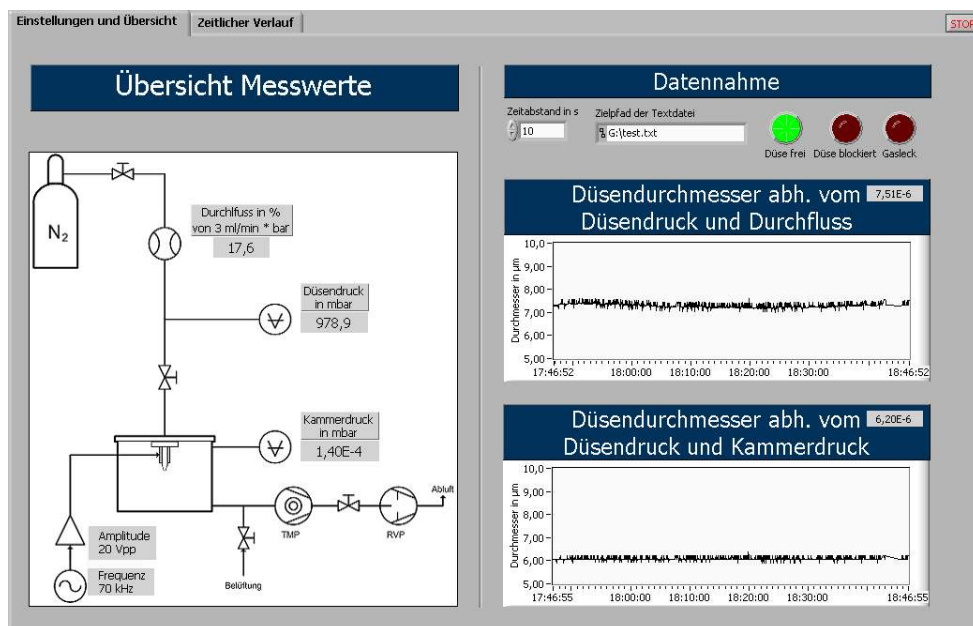 Einstellungen und Übersicht
Zeitlicher Verlauf
STOP
Übersicht Messwerte
N2
Durchlfuss in %
von 3 ml/min * bar
17,6
Düsendruck
in mbar
978,9
Kammerdruck
in mbar
1,40E-4
Abluft
TMP
RVP
Amplitude
20 Vpp
Frequenz
70 kHz
Belüftung
Datennahme
Zeitabstand in s
10
Zielpfad der Textdatei
G:\test.txt
Düse frei
Düse blockiert
Gasleck
Düsendurchmesser abh. vom
7,51E-6
Düsendruck und Durchfluss
Durchmesser in µm
10,0
9,00
8,00
7,00
6,00
5,00
17:46:52
18:00:00
18:10:00
18:20:00
18:30:00
18:46:52
Düsendurchmesser abh. vom
6,20E-6
Düsendruck und Kammerdruck
Durchmesser in µm
10,0
9,00
8,00
7,00
6,00
5,00
17:46:55
18:00:00
18:10:00
18:20:00
18:30:00
18:46:55